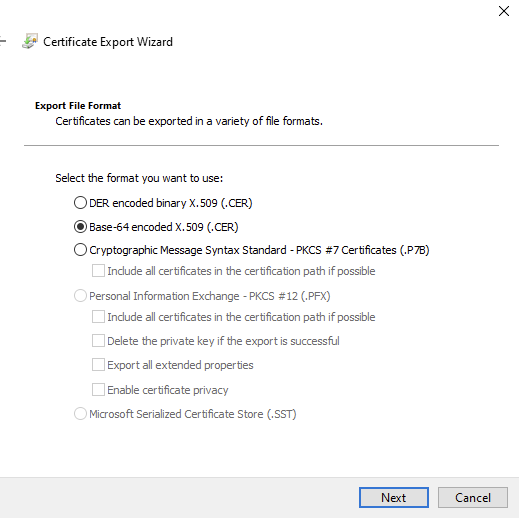 Certificate Export Wizard
Export File Format
Certificates can be exported in a variety of file formats.
Select the format you want to use:
DER encoded binary X.509 (.CER)
Base-64 encoded X.509 (.CER)
Cryptographic Message Syntax Standard - PKCS #7 Certificates (.P7B)
Include all certificates in the certification path if possible
Personal Information Exchange - PKCS #12 (.PFX)
Include all certificates in the certification path if possible
Delete the private key if the export is successful
Export all extended properties
Enable certificate privacy
Microsoft Serialized Certificate Store (.SST)
Next Cancel